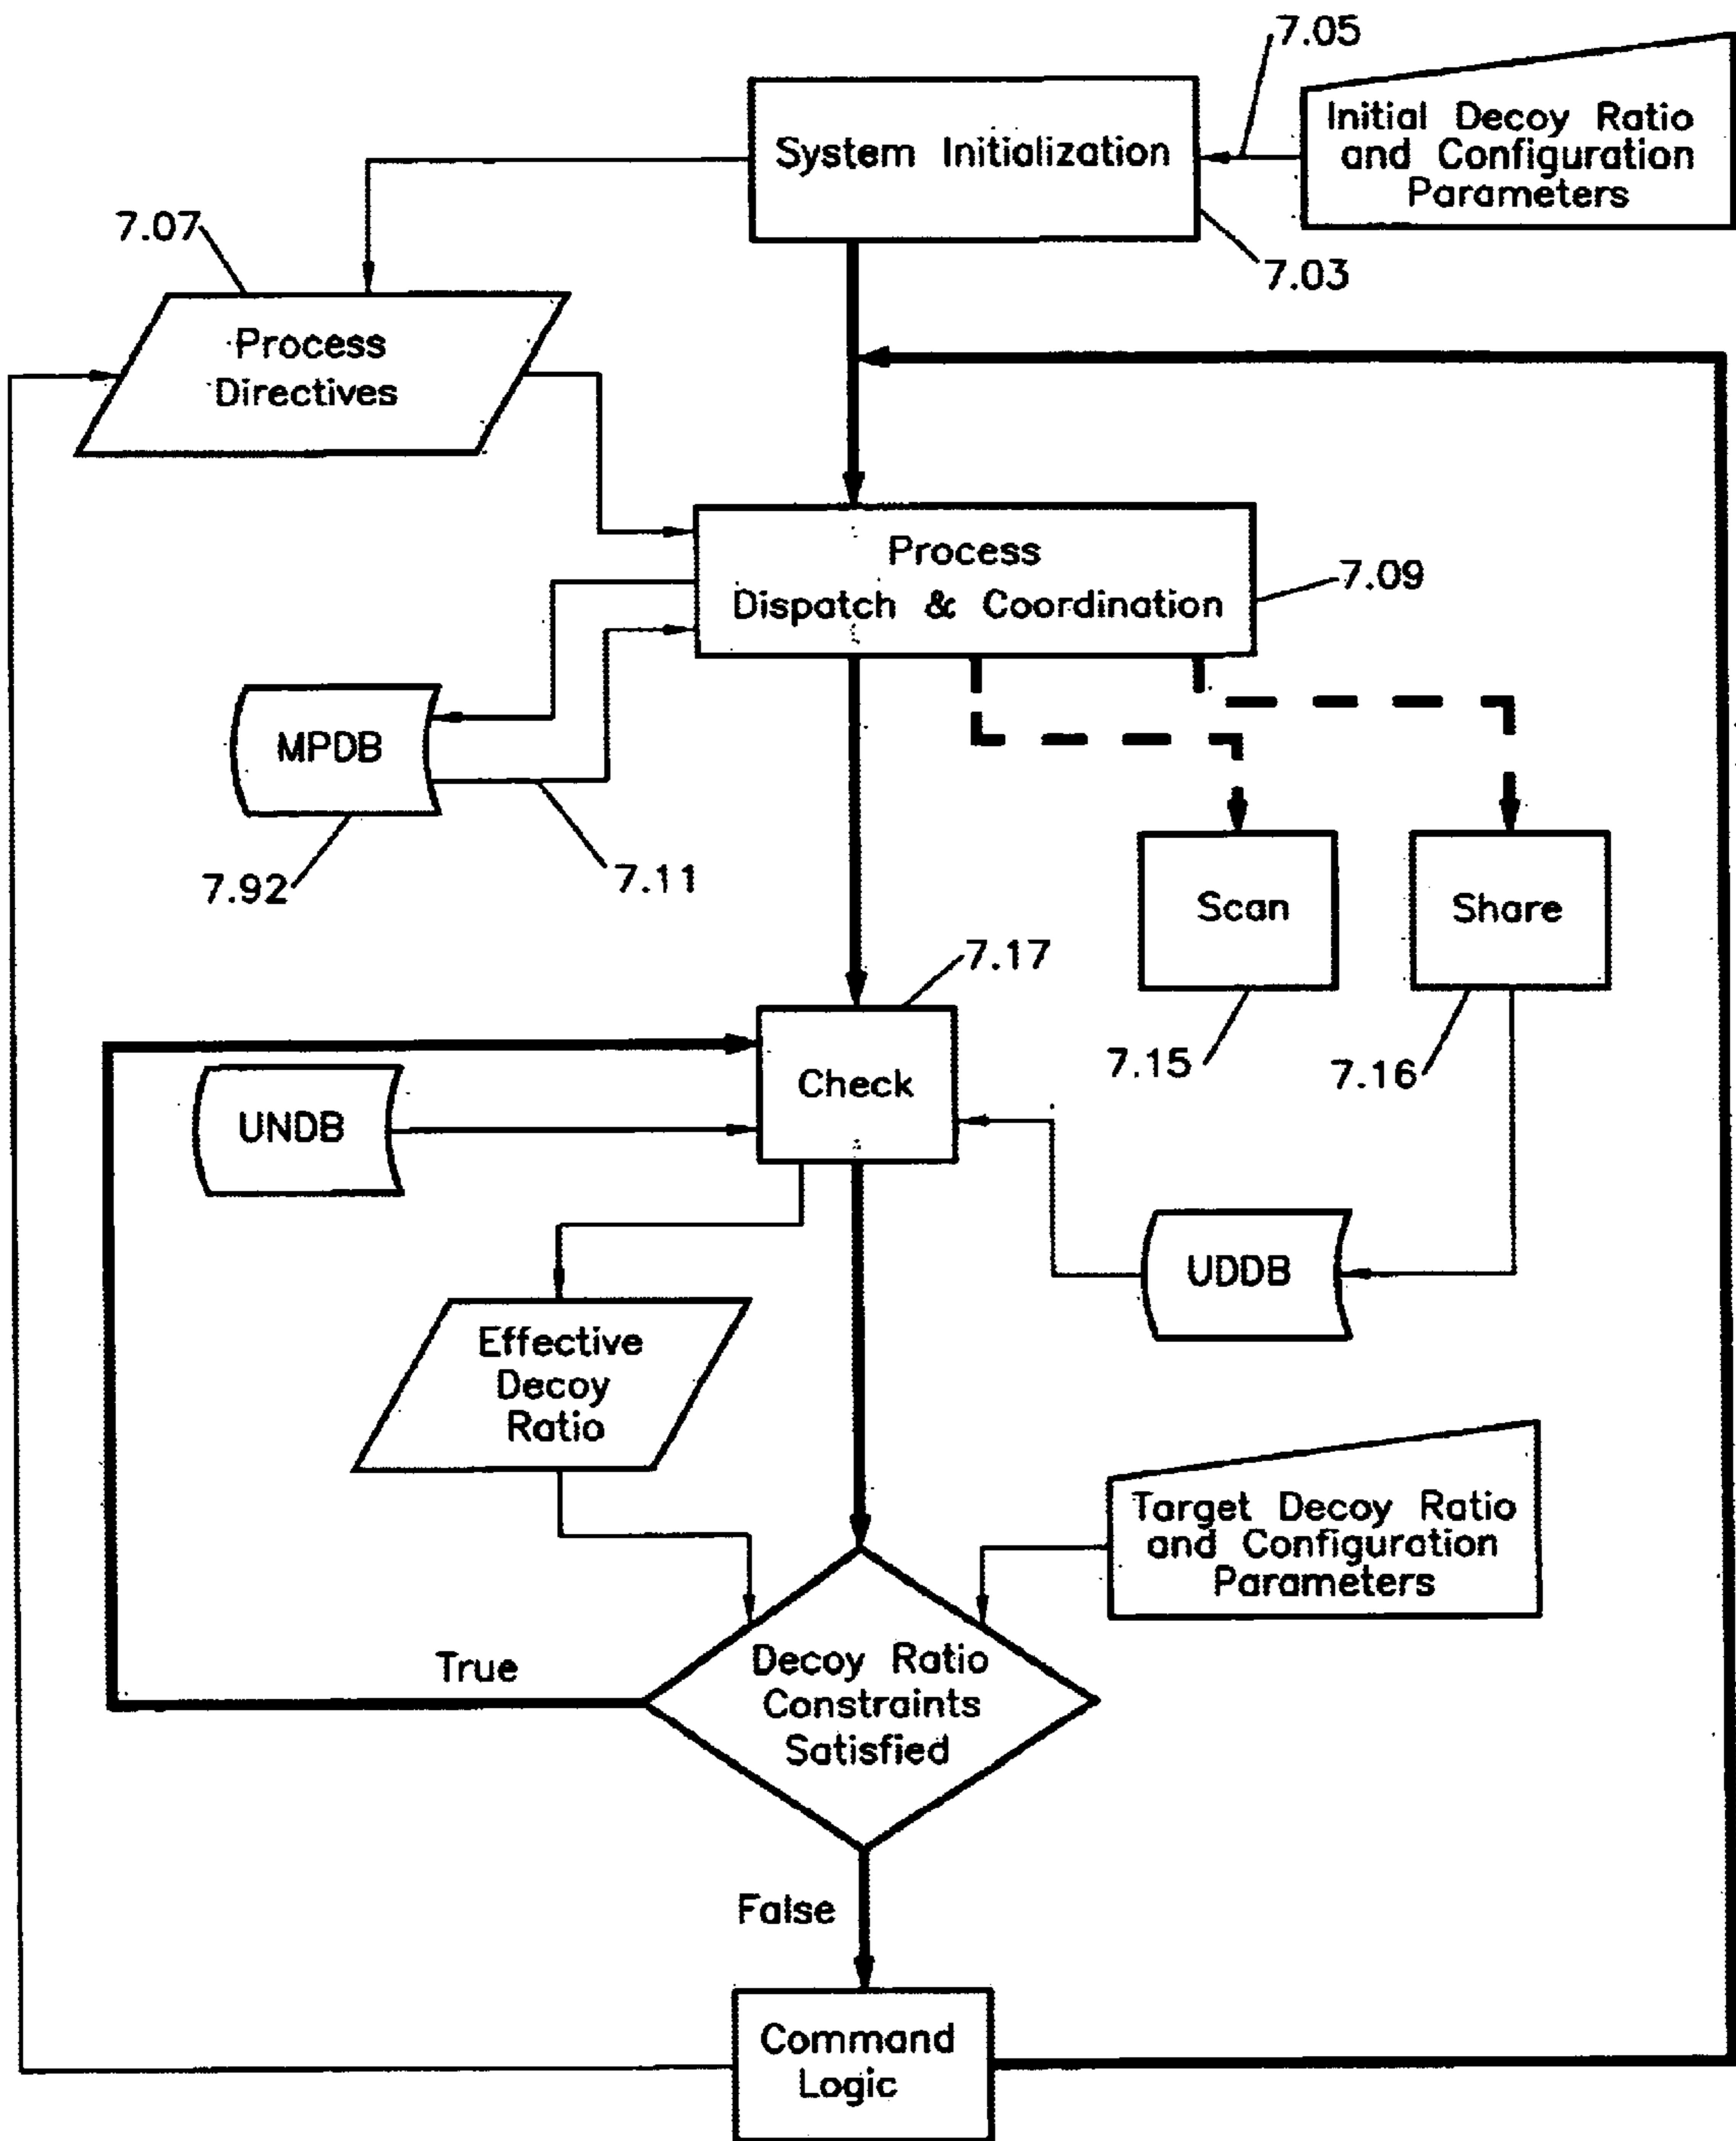 7.05
System Initialization
Initial Decoy Ratio
and Configuration
Parameters
7.07
7.03
Process
Directives
Process
Dispatch & Coordination
7.09
MPDB
7.92
7.11
Scan
Share
7.17
7.15
7.16
Check
UNDB
UDDB
Effective
Decoy
Ratio
Target Decoy Ratio
and Configuration
Parameters
True
Decoy Ratio
Constraints
Satisfied
False
Command
Logic